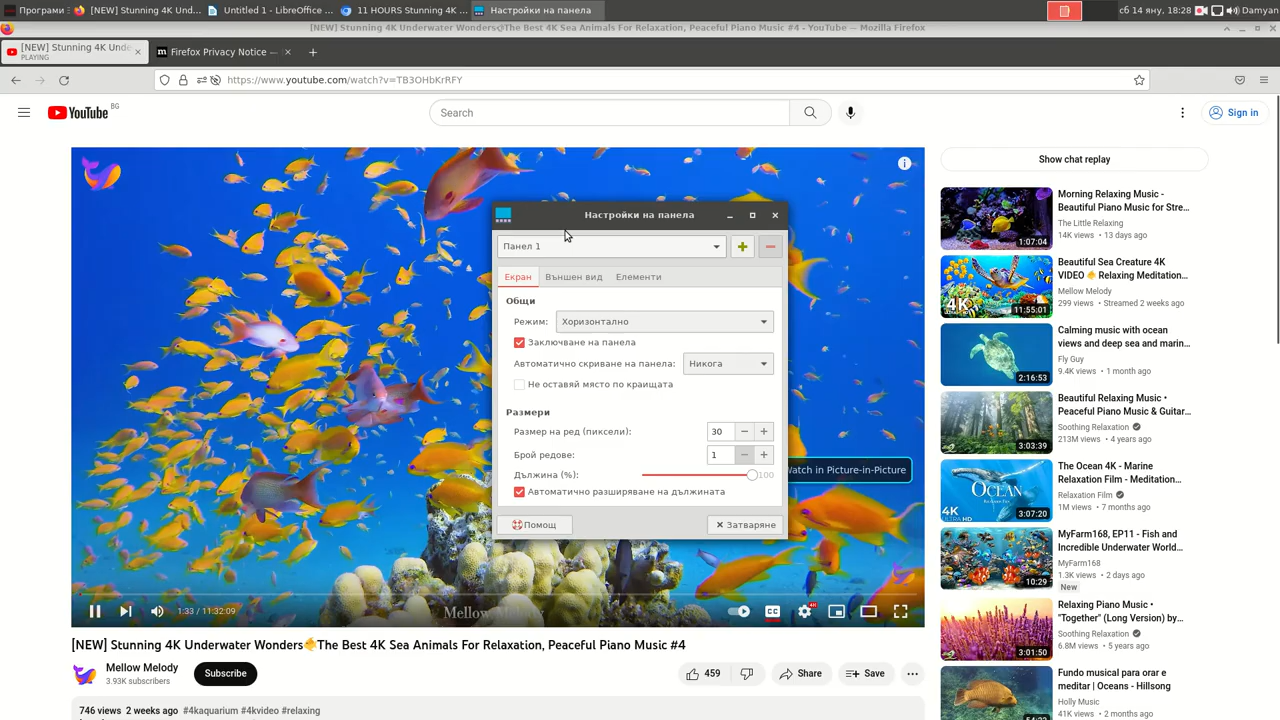 Програми
[NEW] Stunning 4K Und...
Untitled 1 - LibreOffice ...
11 HOURS Stunning 4K ...
Настройки на панела
сб 14 яну, 18:28
Damyan
[NEW] Stunning 4K Underwater Wonders🐠The Best 4K Sea Animals For Relaxation, Peaceful Piano Music #4 - YouTube — Mozilla Firefox
[NEW] Stunning 4K Unde
PLAYING
Firefox Privacy Notice —
https://www.youtube.com/watch?v=TB3OHbKrRFY
YouTube BG
Search
Sign in
Show chat replay
Настройки на панела
Панел 1
Екран
Външен вид
Елементи
Общи
Режим: Хоризонтално
Заключване на панела
Автоматично скриване на панела: Никога
Не оставяй място по краищата
Размери
Размер на ред (пиксели): 30
Брой редове: 1
Дължина (%): 100
Автоматично разширяване на дължината
Помощ
Затваряне
Watch in Picture-in-Picture
Mellow Melody
1:33 / 11:32:09
CC
4K
[NEW] Stunning 4K Underwater Wonders🐠The Best 4K Sea Animals For Relaxation, Peaceful Piano Music #4
Mellow Melody
3.93K subscribers
Subscribe
459
Share
Save
746 views 2 weeks ago #4kaquarium #4kvideo #relaxing
Morning Relaxing Music -
Beautiful Piano Music for Stre...
The Little Relaxing
14K views • 13 days ago
1:07:04
Beautiful Sea Creature 4K
VIDEO 🐠 Relaxing Meditation...
Mellow Melody
299 views • Streamed 2 weeks ago
4K
11:55:01
Calming music with ocean
views and deep sea and marin...
Fly Guy
9.4K views • 1 month ago
2:16:53
Beautiful Relaxing Music •
Peaceful Piano Music & Guitar...
Soothing Relaxation
213M views • 4 years ago
3:03:39
The Ocean 4K - Marine
Relaxation Film - Meditation...
Relaxation Film
1M views • 7 months ago
OCEAN
4K ULTRA HD
3:07:20
MyFarm168, EP11 - Fish and
Incredible Underwater World...
MyFarm168
1.3K views • 2 days ago
New
10:29
Relaxing Piano Music •
"Together" (Long Version) by...
Soothing Relaxation
6.8M views • 5 years ago
3:01:50
Fundo musical para orar e
meditar | Oceans - Hillsong
Holly Music
41K views • 2 months ago